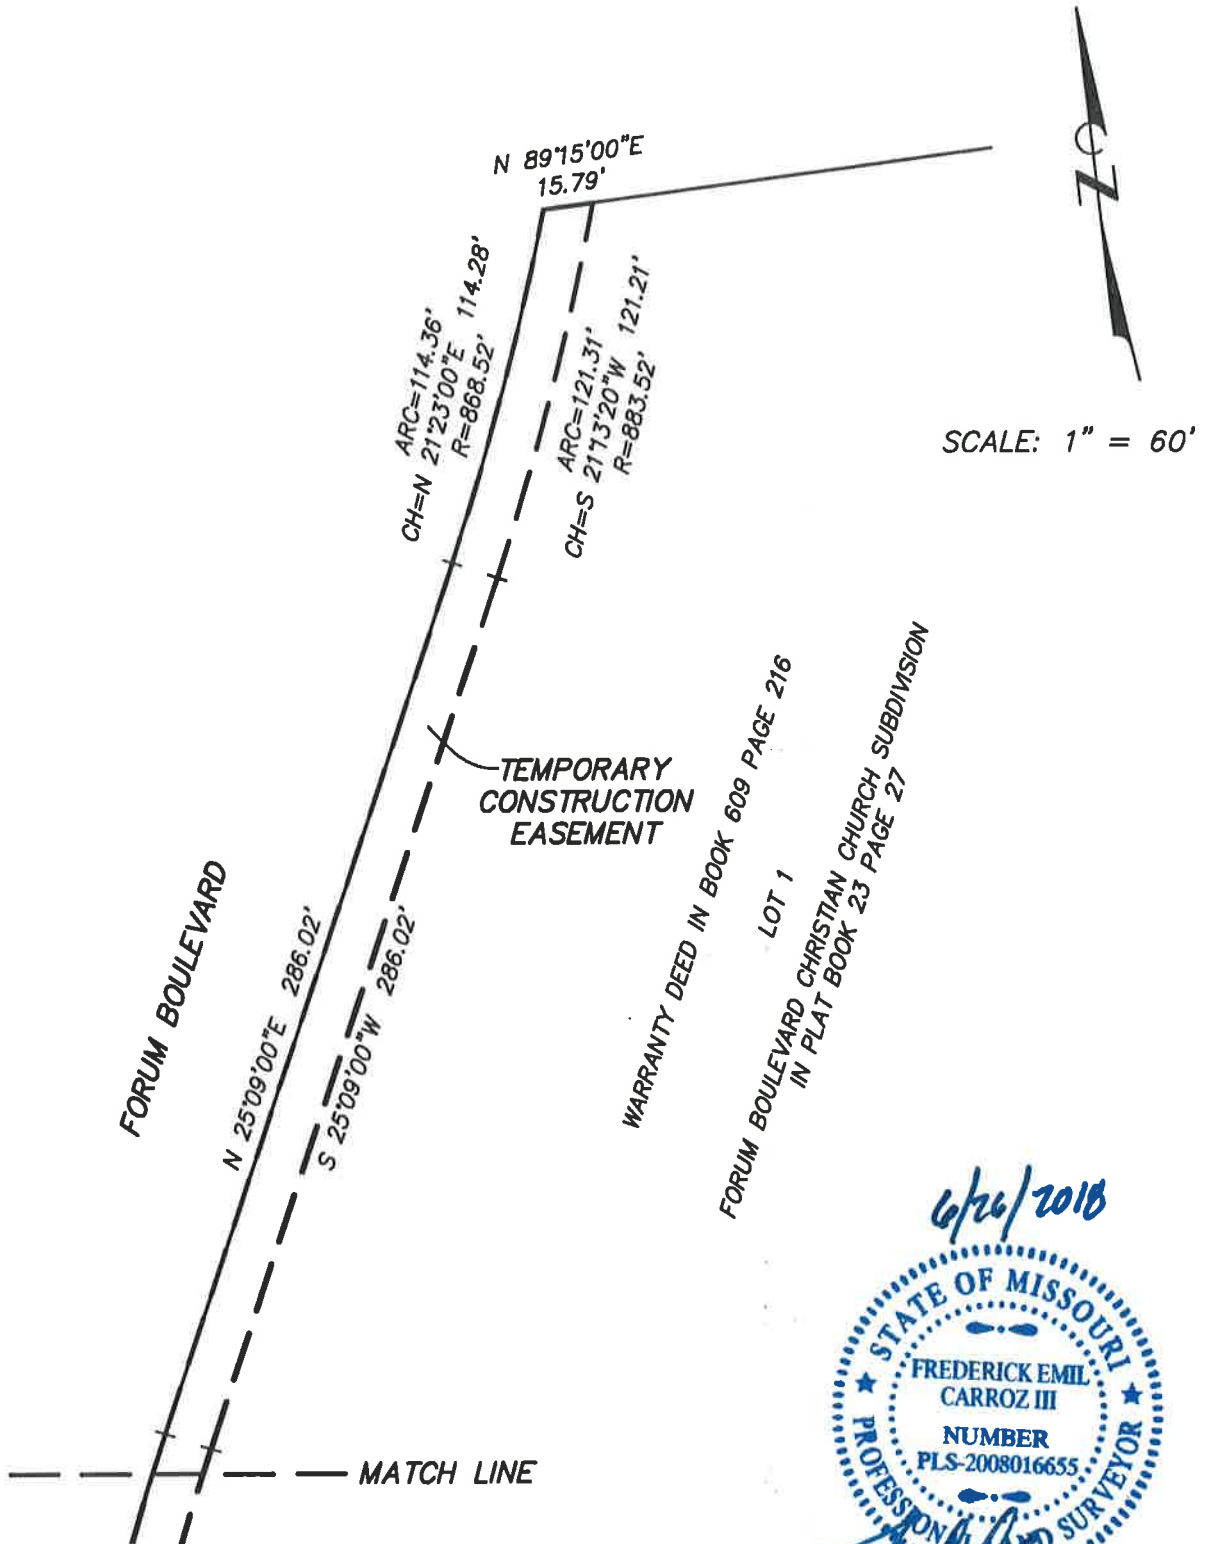 N 89°15'00"E
15.79'
ARC=114.36'
CH=N 21°23'00"E 114.28'
R=868.52'
ARC=121.31'
CH=S 21°13'20"W 121.21'
R=883.52'
N
SCALE: 1" = 60'
TEMPORARY
CONSTRUCTION
EASEMENT
FORUM BOULEVARD
N 25°09'00"E 286.02'
S 25°09'00"W 286.02'
WARRANTY DEED IN BOOK 609 PAGE 216
LOT 1
FORUM BOULEVARD CHRISTIAN CHURCH SUBDIVISION
IN PLAT BOOK 23 PAGE 27
6/26/2018
STATE OF MISSOURI
FREDERICK EMIL
CARROZ III
NUMBER
PLS-2008016655
PROFESSIONAL LAND SURVEYOR
MATCH LINE